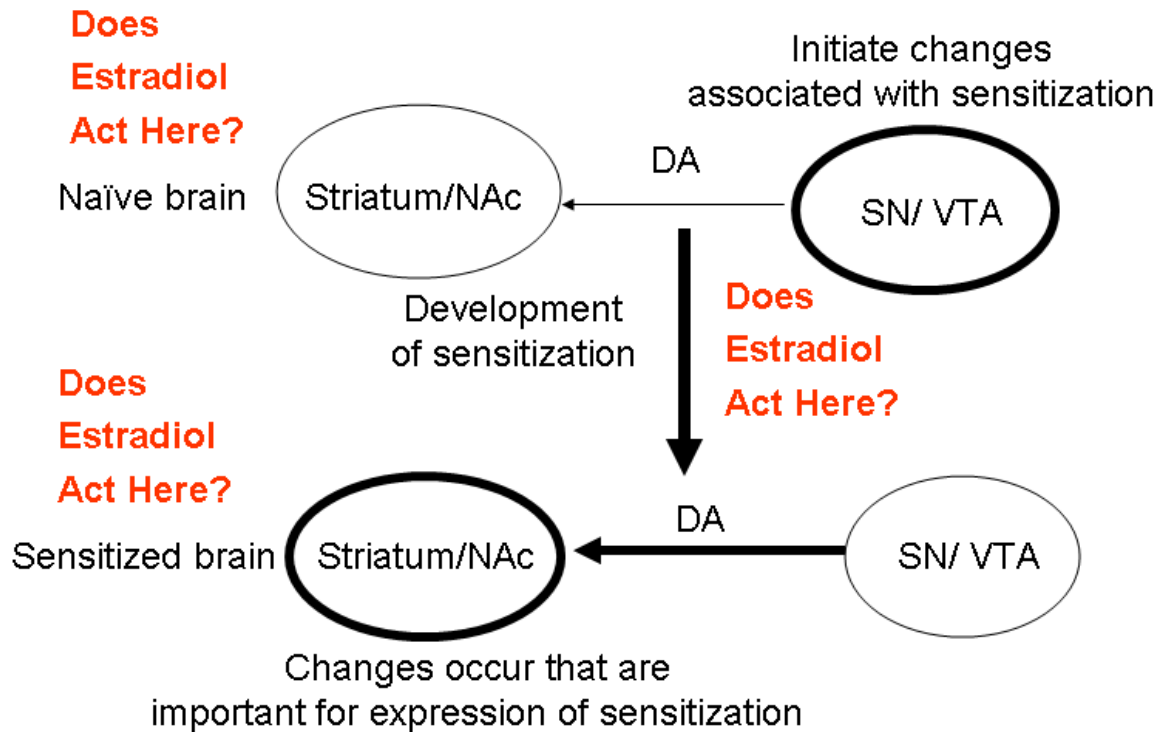 Does
Estradiol
Act Here?
Initiate changes
associated with sensitization
DA
Naïve brain
Striatum/NAc
SN/ VTA
Development
of sensitization
Does
Estradiol
Act Here?
Does
Estradiol
Act Here?
DA
Sensitized brain
Striatum/NAc
SN/ VTA
Changes occur that are
important for expression of sensitization